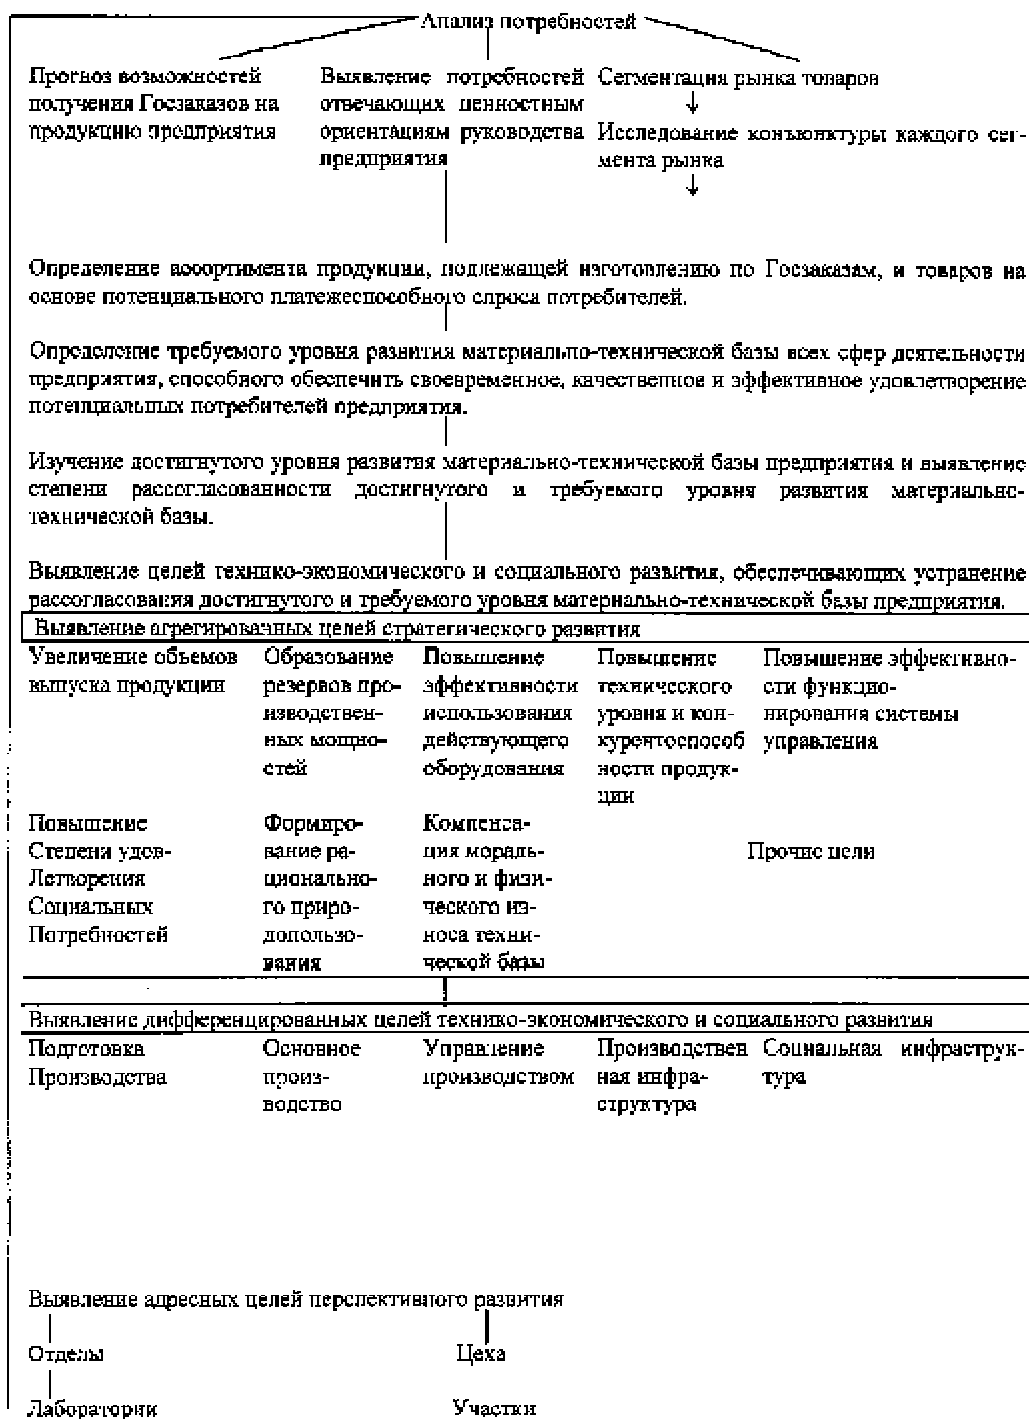 Анализ потребностей
Прогноз возможностей
получения Госзаказов на
продукцию предприятия
Выявление потребностей
отвечающих ценностным
ориентациям руководства
предприятия
Сегментация рынка товаров
Исследование конъюнктуры каждого сег-
мента рынка
Определение ассортимента продукции, подлежащей изготовлению по Госзаказам, и товаров на
основе потенциального платежеспособного спроса потребителей.
Определение требуемого уровня развития материально-технической базы всех сфер деятельности
предприятия, способного обеспечить своевременное, качественное и эффективное удовлетворение
потенциальных потребителей предприятия.
Изучение достигнутого уровня развития материально-технической базы предприятия и выявление
степени рассогласованности достигнутого и требуемого уровня развития материально-
технической базы.
Выявление целей технико-экономического и социального развития, обеспечивающих устранение
рассогласования достигнутого и требуемого уровня материально-технической базы предприятия.
Выявление агрегированных целей стратегического развития
Увеличение объемов
выпуска продукции
Образование
резервов про-
изводствен-
ных мощно-
стей
Повышение
эффективности
использования
действующего
оборудования
Повышение
технического
уровня и кон-
курентоспособ
ности продук-
ции
Повышение эффективно-
сти функцио-
нирования системы
управления
Повышение
Степени удов-
Летворения
Социальных
Потребностей
Формиро-
вание ра-
ционально-
го приро-
допользо-
вания
Компенса-
ция мораль-
ного и физи-
ческого из-
носа техни-
ческой базы
Прочие цели
Выявление дифференцированных целей технико-экономического и социального развития
Подготовка
Производства
Основное
произ-
водство
Управление
производством
Производствен
ная инфра-
структура
Социальная инфраструк-
тура
Выявление адресных целей перспективного развития
Отделы
Цеха
Лаборатории
Участки